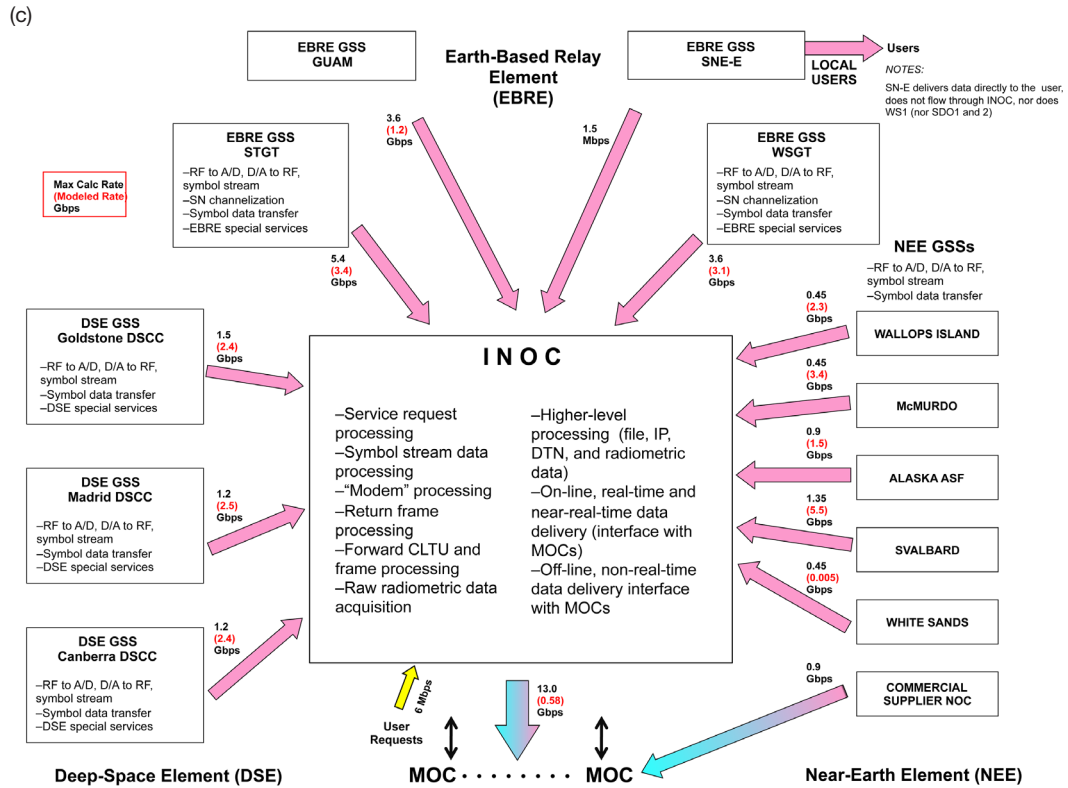 (c)
EBRE GSS
GUAM
Earth-Based Relay
Element
(EBRE)
EBRE GSS
SNE-E
LOCAL
USERS
Users
NOTES:
SN-E delivers data directly to the user,
does not flow through INOC, nor does
WS1 (nor SDO1 and 2)
3.6
(1.2)
Gbps
1.5
Mbps
EBRE GSS
STGT
–RF to A/D, D/A to RF,
symbol stream
–SN channelization
–Symbol data transfer
–EBRE special services
EBRE GSS
WSGT
–RF to A/D, D/A to RF,
symbol stream
–SN channelization
–Symbol data transfer
–EBRE special services
Max Calc Rate
(Modeled Rate)
Gbps
5.4
(3.4)
Gbps
3.6
(3.1)
Gbps
NEE GSSs
–RF to A/D, D/A to RF,
symbol stream
–Symbol data transfer
DSE GSS
Goldstone DSCC
–RF to A/D, D/A to RF,
symbol stream
–Symbol data transfer
–DSE special services
1.5
(2.4)
Gbps
DSE GSS
Madrid DSCC
–RF to A/D, D/A to RF,
symbol stream
–Symbol data transfer
–DSE special services
1.2
(2.5)
Gbps
DSE GSS
Canberra DSCC
–RF to A/D, D/A to RF,
symbol stream
–Symbol data transfer
–DSE special services
1.2
(2.4)
Gbps
INOC
–Service request
processing
–Symbol stream data
processing
–“Modem” processing
–Return frame
processing
–Forward CLTU and
frame processing
–Raw radiometric data
acquisition
–Higher-level
processing (file, IP,
DTN, and radiometric
data)
–On-line, real-time and
near-real-time data
delivery (interface with
MOCs)
–Off-line, non-real-time
data delivery interface
with MOCs
0.45
(2.3)
Gbps
WALLOPS ISLAND
0.45
(3.4)
Gbps
McMURDO
0.9
(1.5)
Gbps
ALASKA ASF
1.35
(5.5)
Gbps
SVALBARD
0.45
(0.005)
Gbps
WHITE SANDS
0.9
Gbps
COMMERCIAL
SUPPLIER NOC
6 Mbps
User
Requests
13.0
(0.58)
Gbps
MOC . . . . . . . . MOC
Deep-Space Element (DSE)
Near-Earth Element (NEE)